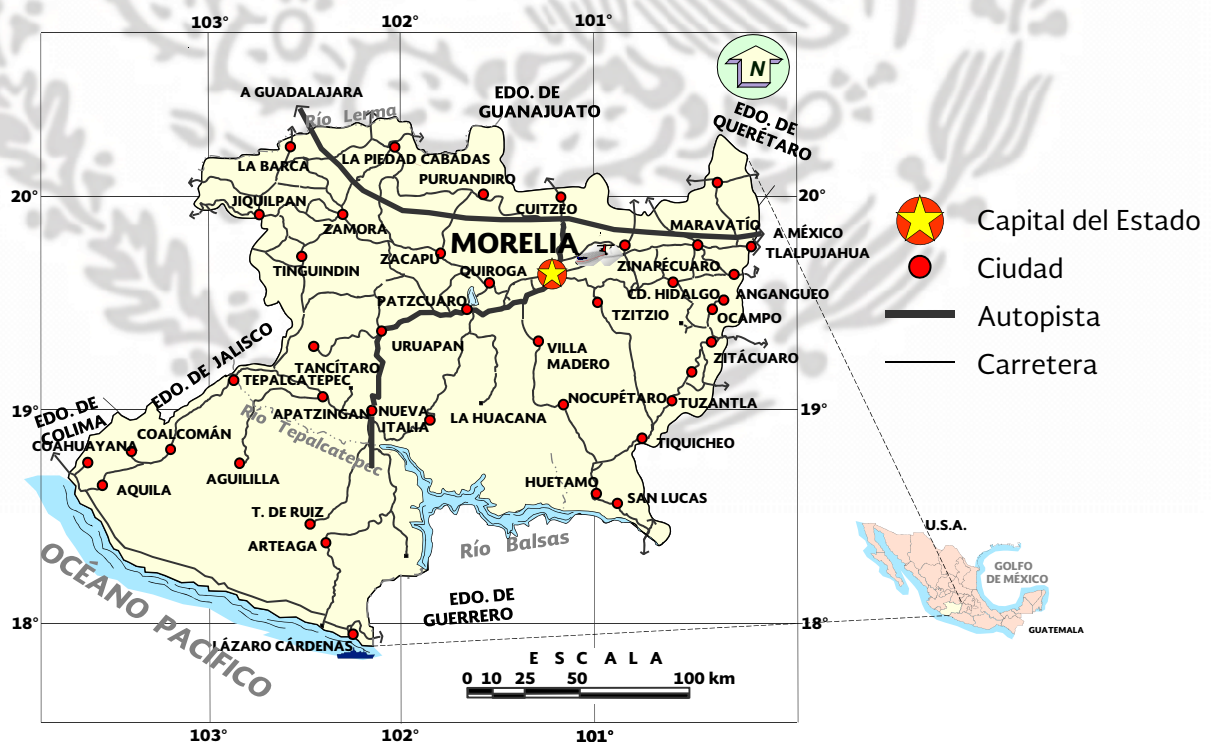 103°
102°
101°
A GUADALAJARA
Río Lerma
EDO. DE
GUANAJUATO
N
EDO. DE
QUERÉTARO
LA BARCA
LA PIEDAD CABADAS
PURUANDIRO
20°
20°
JIQUILPAN
CUITZEO
ZAMORA
MARAVATÍO
A MÉXICO
MORELIA
TLALPUJAHUA
ZACAPU
TINGUINDIN
QUIROGA
ZINARÉCUARO
CD. HIDALGO
ANGANGUEO
PATZCUARO
TZITZIO
OCAMPO
URUAPAN
VILLA
MADERO
ZITÁCUARO
EDO. DE JALISCO
TANCÍTARO
TEPALCATEPEC
NOCUPÉTARO
TUZANTLA
19°
19°
EDO. DE
COLIMA
APATZINGAN
NUEVA
ITALIA
LA HUACANA
Río Tepalcatepec
COAHUAYANA
COALCOMÁN
TIQUICHEO
AGUILILLA
AQUILA
HUETAMO
SAN LUCAS
T. DE RUIZ
ARTEAGA
Río Balsas
OCÉANO PACÍFICO
EDO. DE
GUERRERO
18°
18°
LÁZARO CÁRDENAS
ESCALA
0 10 25 50 100 km
103°
102°
101°
Capital del Estado
Ciudad
Autopista
Carretera
U.S.A.
GOLFO
DE MÉXICO
GUATEMALA